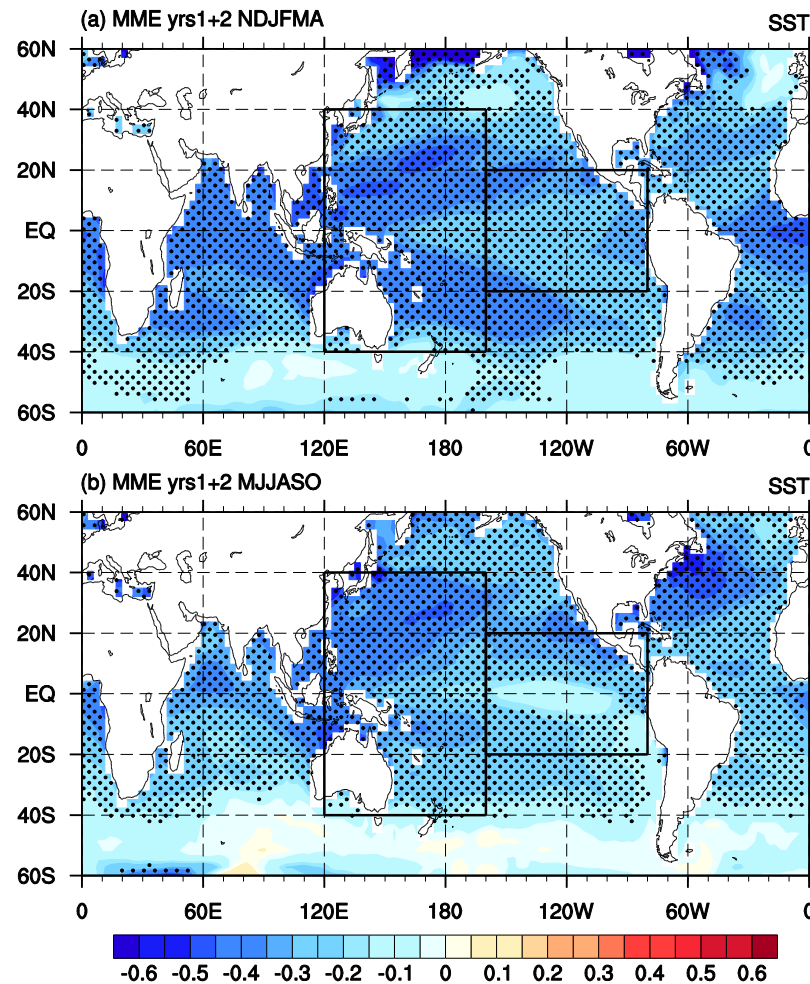 (a) MME yrs1+2 NDJFMA SST
60N
40N
20N
EQ
20S
40S
60S
0 60E 120E 180 120W 60W 0
(b) MME yrs1+2 MJJASO SST
60N
40N
20N
EQ
20S
40S
60S
0 60E 120E 180 120W 60W 0
-0.6 -0.5 -0.4 -0.3 -0.2 -0.1 0 0.1 0.2 0.3 0.4 0.5 0.6